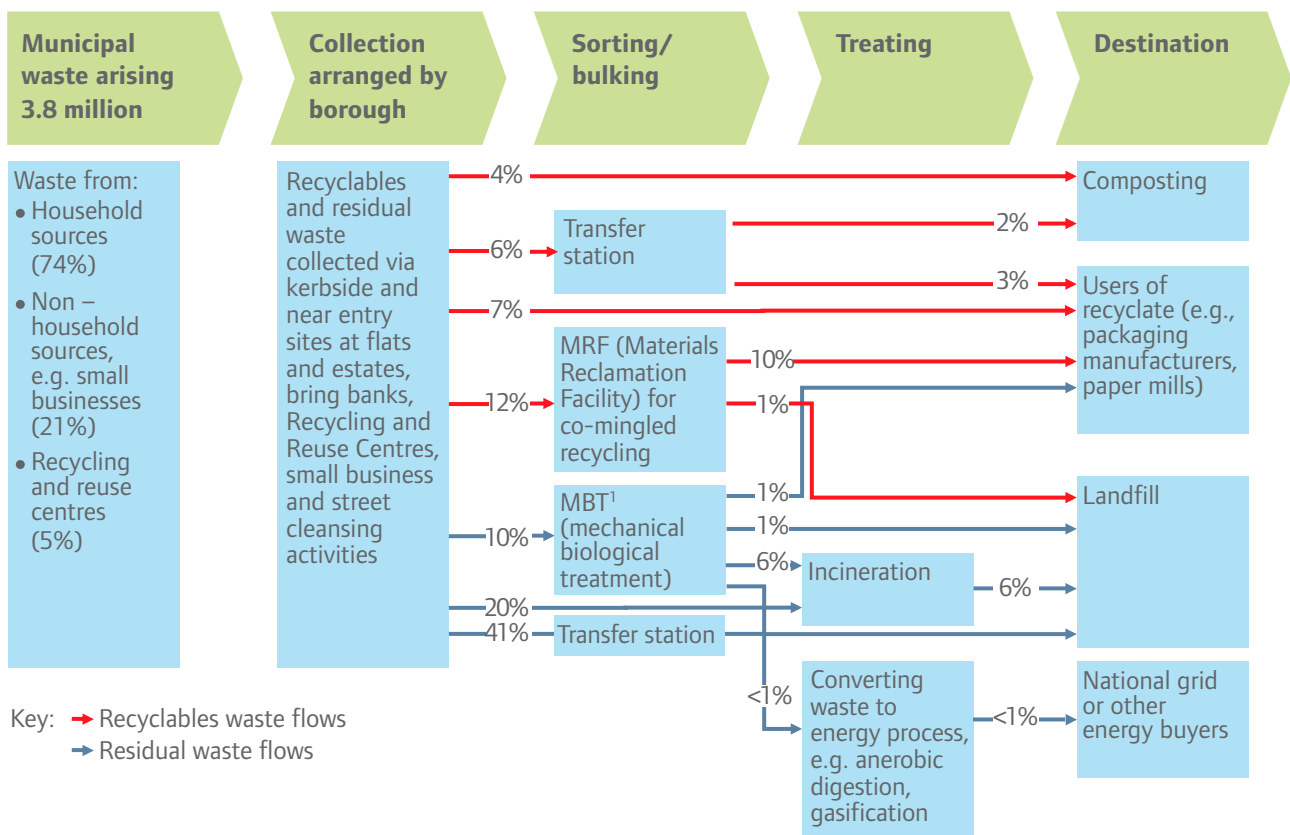 Municipal
waste arising
3.8 million
Collection
arranged by
borough
Sorting/
bulking
Treating
Destination
Waste from:
• Household
sources
(74%)
• Non –
household
sources,
e.g. small
businesses
(21%)
• Recycling
and reuse
centres
(5%)
Recyclables
and residual
waste
collected via
kerbside and
near entry
sites at flats
and estates,
bring banks,
Recycling and
Reuse Centres,
small business
and street
cleansing
activities
4%
6%
7%
12%
10%
20%
41%
Transfer
station
MRF (Materials
Reclamation
Facility) for
co-mingled
recycling
MBT¹
(mechanical
biological
treatment)
Transfer station
2%
3%
10%
1%
1%
1%
6%
<1%
Incineration
6%
Converting
waste to
energy process,
e.g. anerobic
digestion,
gasification
<1%
Composting
Users of
recyclate (e.g.,
packaging
manufacturers,
paper mills)
Landfill
National grid
or other
energy buyers
Key:
Recyclables waste flows
Residual waste flows